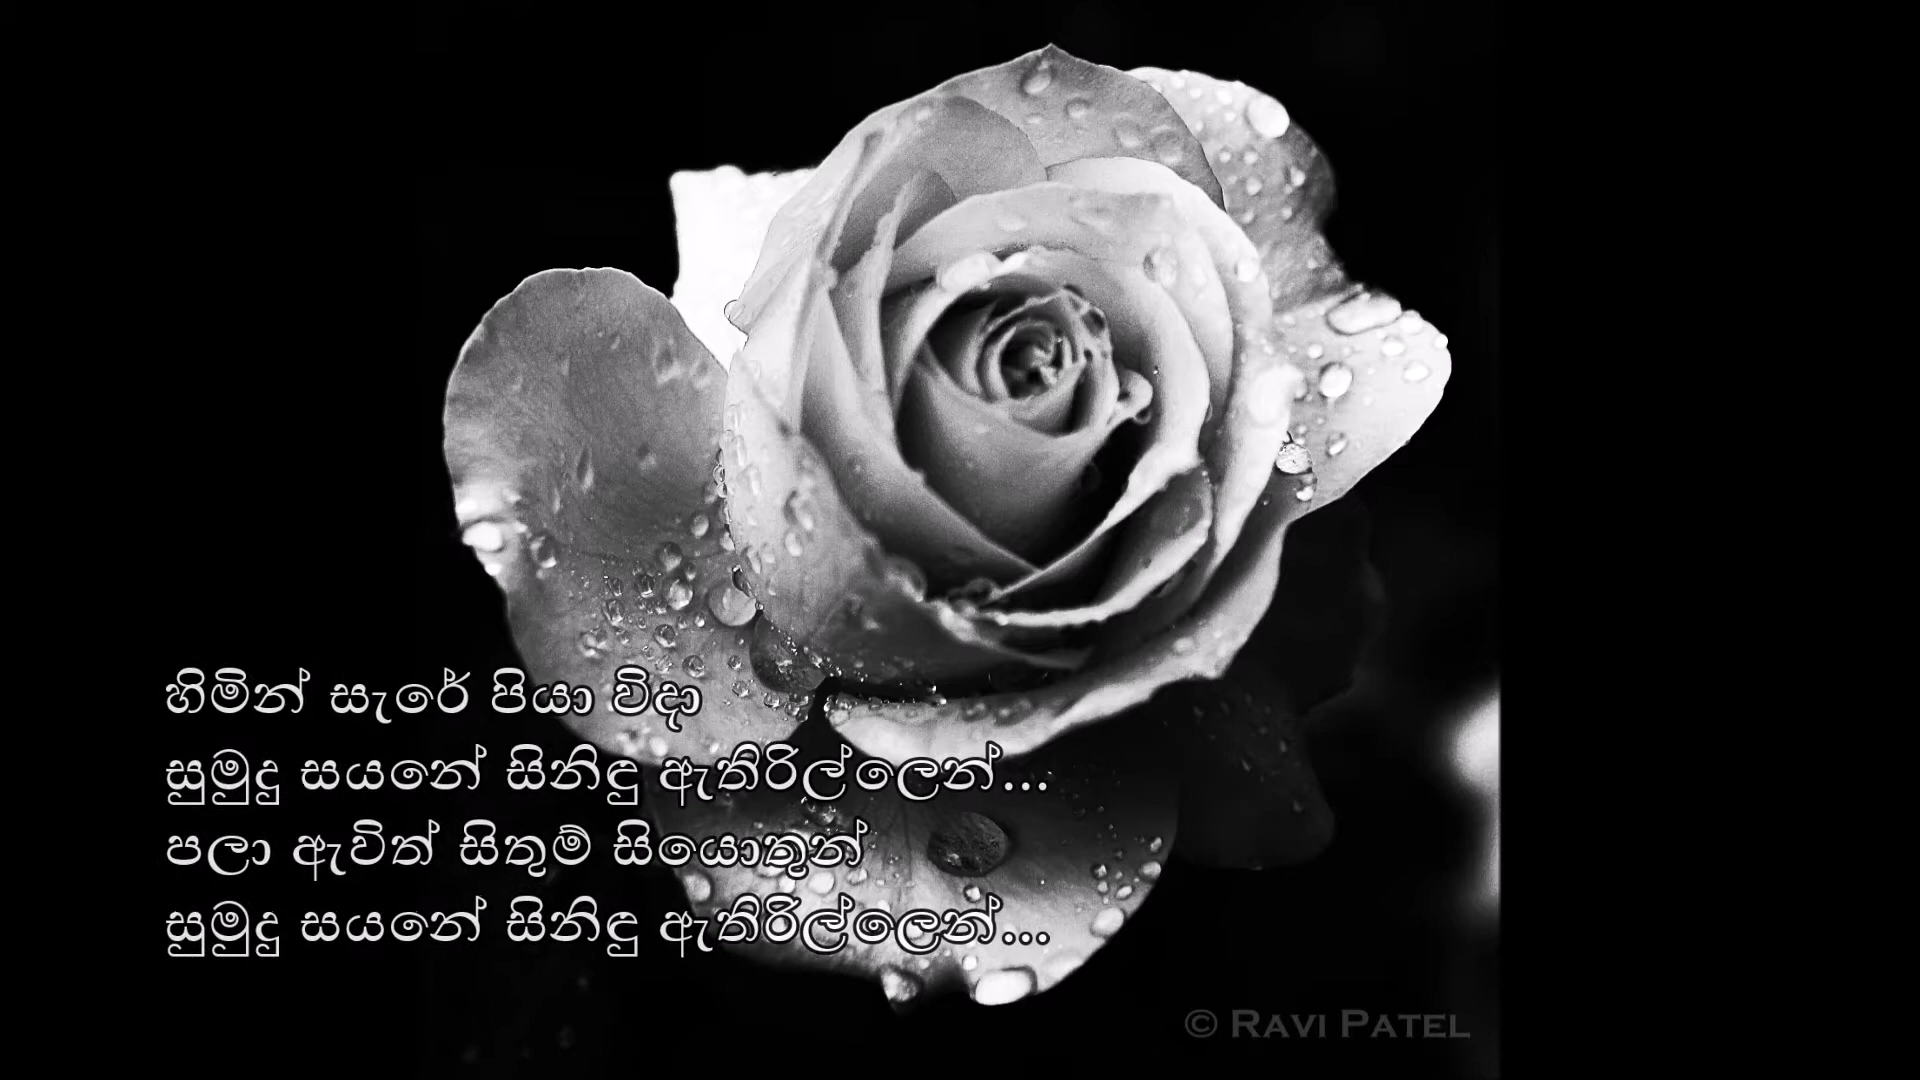 හිමින් සැරේ පියා විදා
සුමුදු සයනේ සිනිඳු ඇතිරිල්ලෙන්...
පලා ඇවිත් සිතුම් සියොතුන්
සුමුදු සයනේ සිනිඳු ඇතිරිල්ලෙන්...
© RAVI PATEL